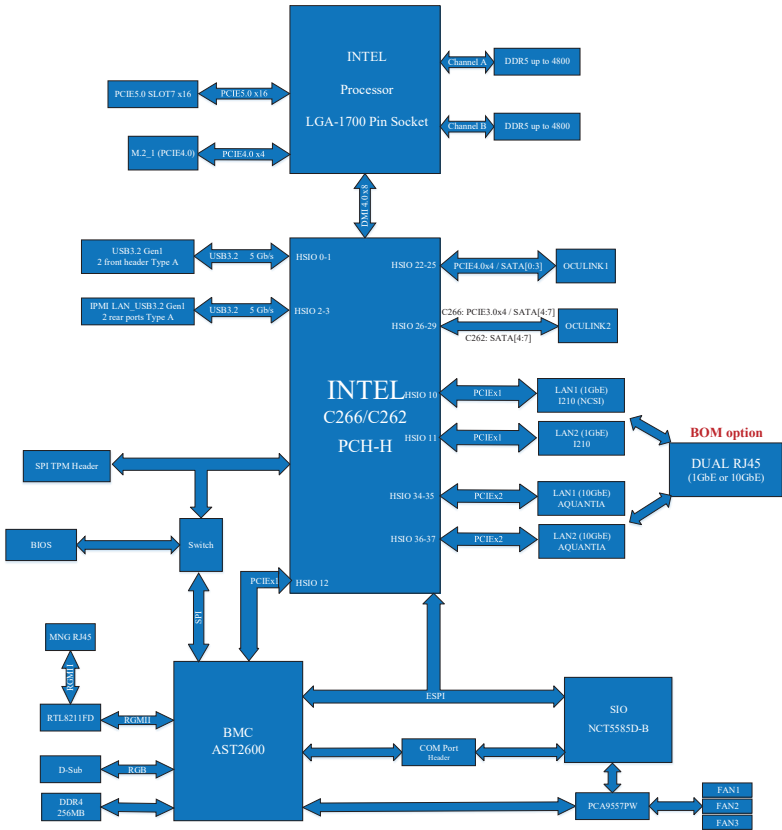 INTEL
Processor
LGA-1700 Pin Socket
Channel A
DDR5 up to 4800
Channel B
DDR5 up to 4800
PCIE5.0 SLOT7 x16
PCIE5.0 x16
M.2_1 (PCIE4.0)
PCIE4.0 x4
DMI 4.0 x8
USB3.2 Gen1
2 front header Type A
USB3.2 5 Gb/s
HSIO 0-1
IPMI LAN_USB3.2 Gen1
2 rear ports Type A
USB3.2 5 Gb/s
HSIO 2-3
INTEL
C266/C262
PCH-H
HSIO 22-25
PCIE4.0x4 / SATA[0:3]
OCULINK1
HSIO 26-29
C266: PCIE3.0x4 / SATA[4:7]
C262: SATA[4:7]
OCULINK2
HSIO 10
PCIEx1
LAN1 (1GbE)
I210 (NCSI)
HSIO 11
PCIEx1
LAN2 (1GbE)
I210
HSIO 34-35
PCIEx2
LAN1 (10GbE)
AQUANTIA
HSIO 36-37
PCIEx2
LAN2 (10GbE)
AQUANTIA
BOM option
DUAL RJ45
(1GbE or 10GbE)
SPI TPM Header
BIOS
Switch
SPI
PCIEx1
HSIO 12
MNG RJ45
RGMLI
RTL8211FD
RGMII
D-Sub
RGB
DDR4
256MB
BMC
AST2600
ESPI
COM Port
Header
SIO
NCT5585D-B
PCA9557PW
FAN1
FAN2
FAN3